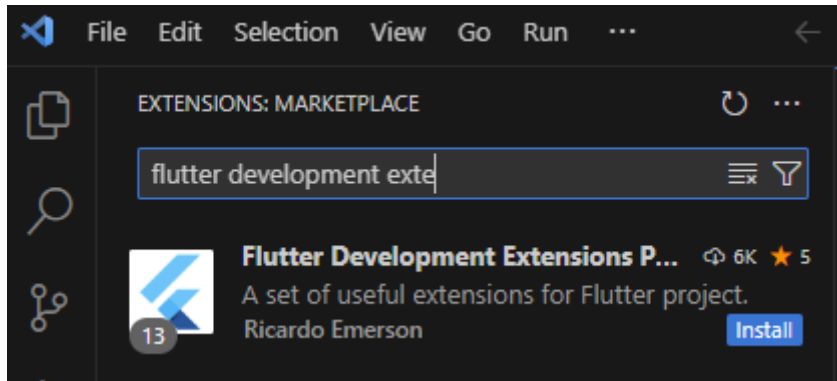 File Edit Selection View Go Run ...
EXTENSIONS: MARKETPLACE
flutter development exte
Flutter Development Extensions P... 6K 5
A set of useful extensions for Flutter project.
13
Ricardo Emerson Install